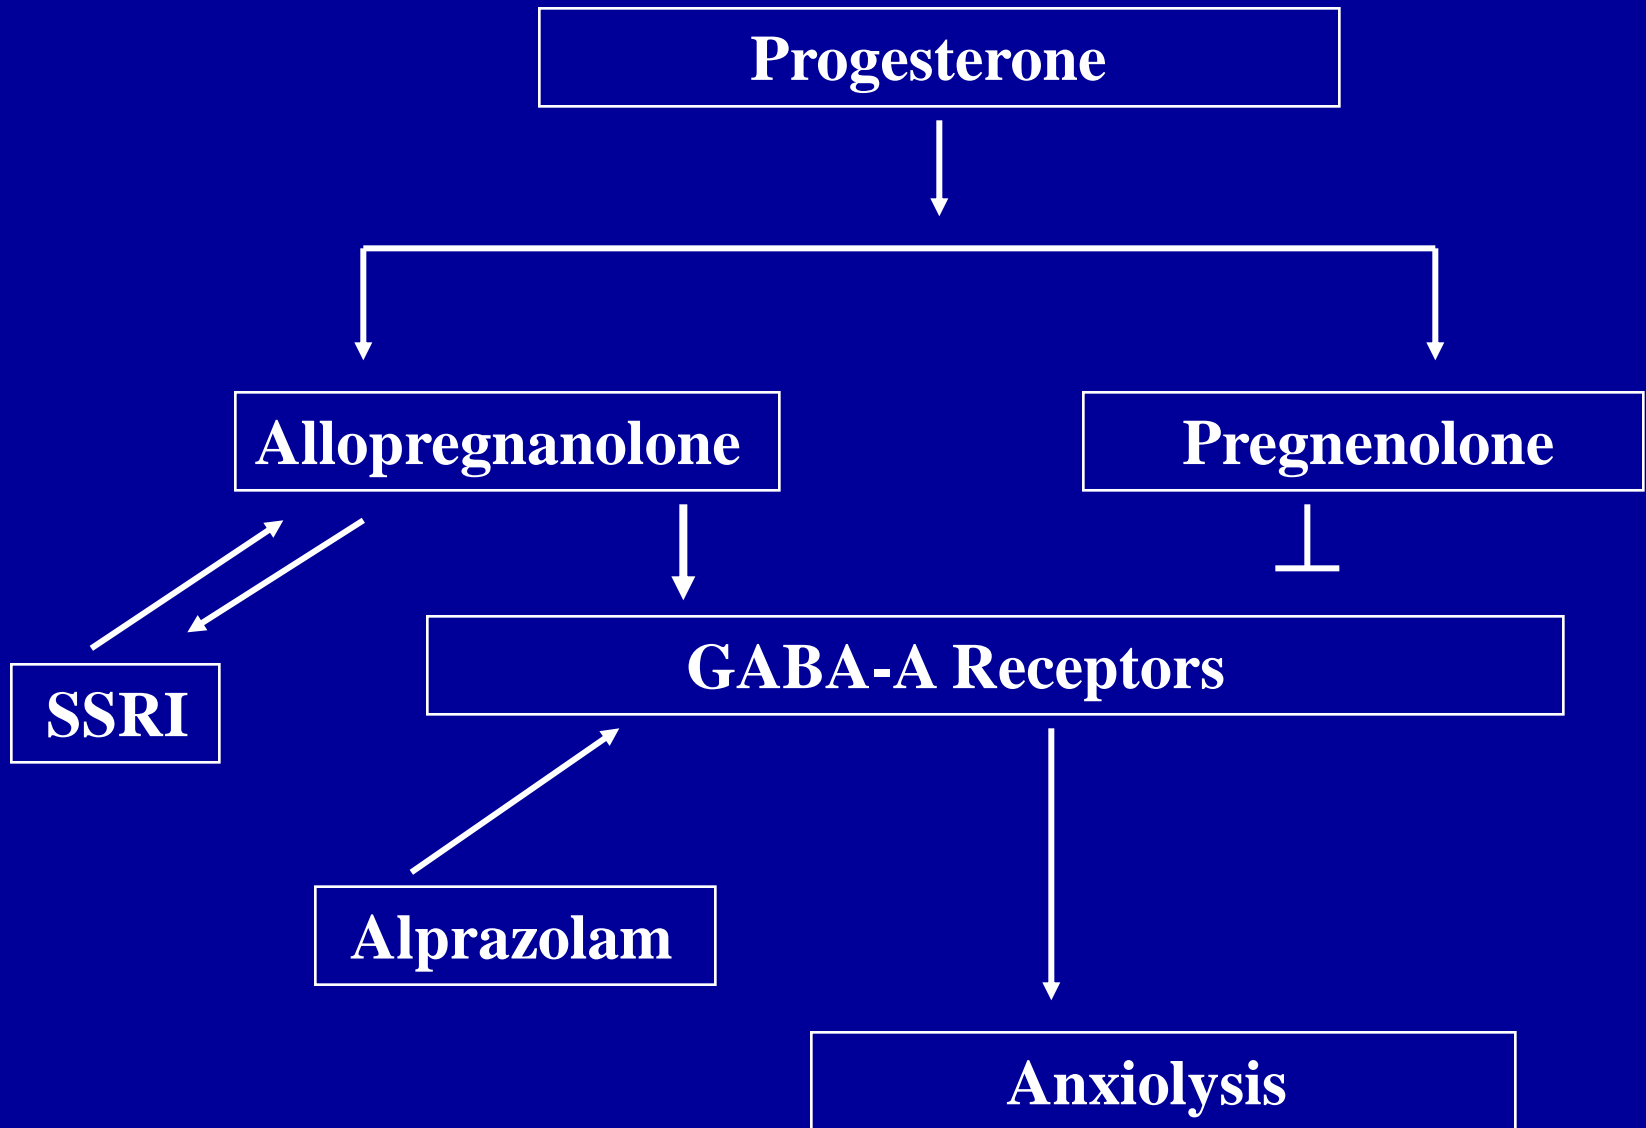 Progesterone
Allopregnanolone
Pregnenolone
GABA-A Receptors
SSRI
Alprazolam
Anxiolysis